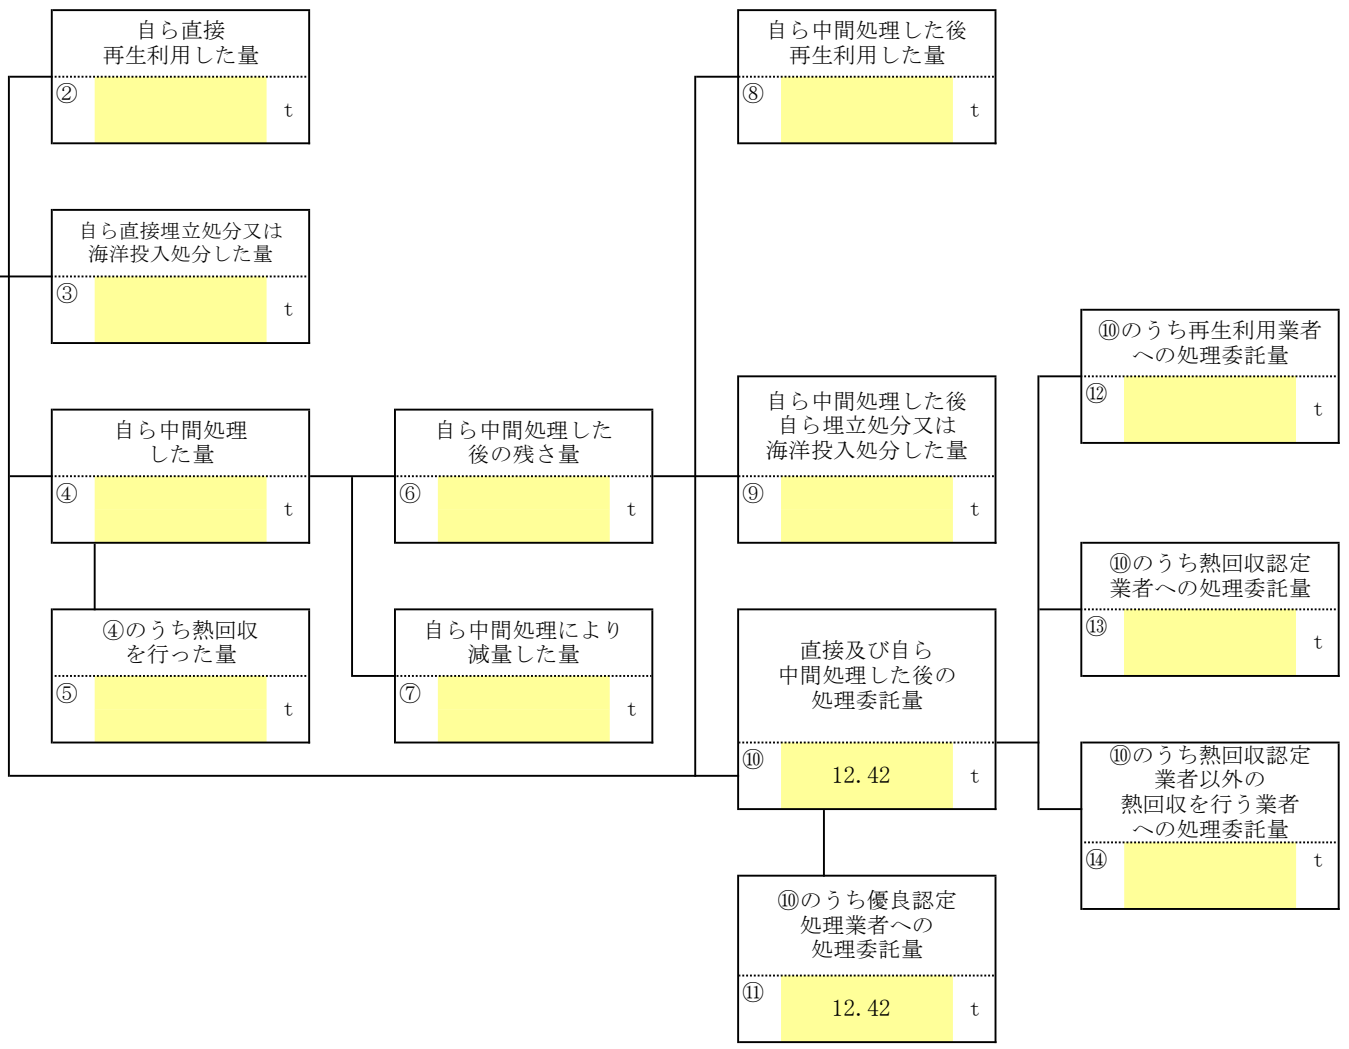 自ら直接
再生利用した量
②
t
自ら中間処理した後
再生利用した量
⑧
t
自ら直接埋立処分又は
海洋投入処分した量
③
t
⑩のうち再生利用業者
への処理委託量
⑫
t
自ら中間処理
した量
④
t
自ら中間処理した
後の残さ量
⑥
t
自ら中間処理した後
自ら埋立処分又は
海洋投入処分した量
⑨
t
⑩のうち熱回収認定
業者への処理委託量
⑬
t
④のうち熱回収
を行った量
⑤
t
自ら中間処理により
減量した量
⑦
t
直接及び自ら
中間処理した後の
処理委託量
⑩
12.42
t
⑩のうち熱回収認定
業者以外の
熱回収を行う業者
への処理委託量
⑭
t
⑩のうち優良認定
処理業者への
処理委託量
⑪
12.42
t